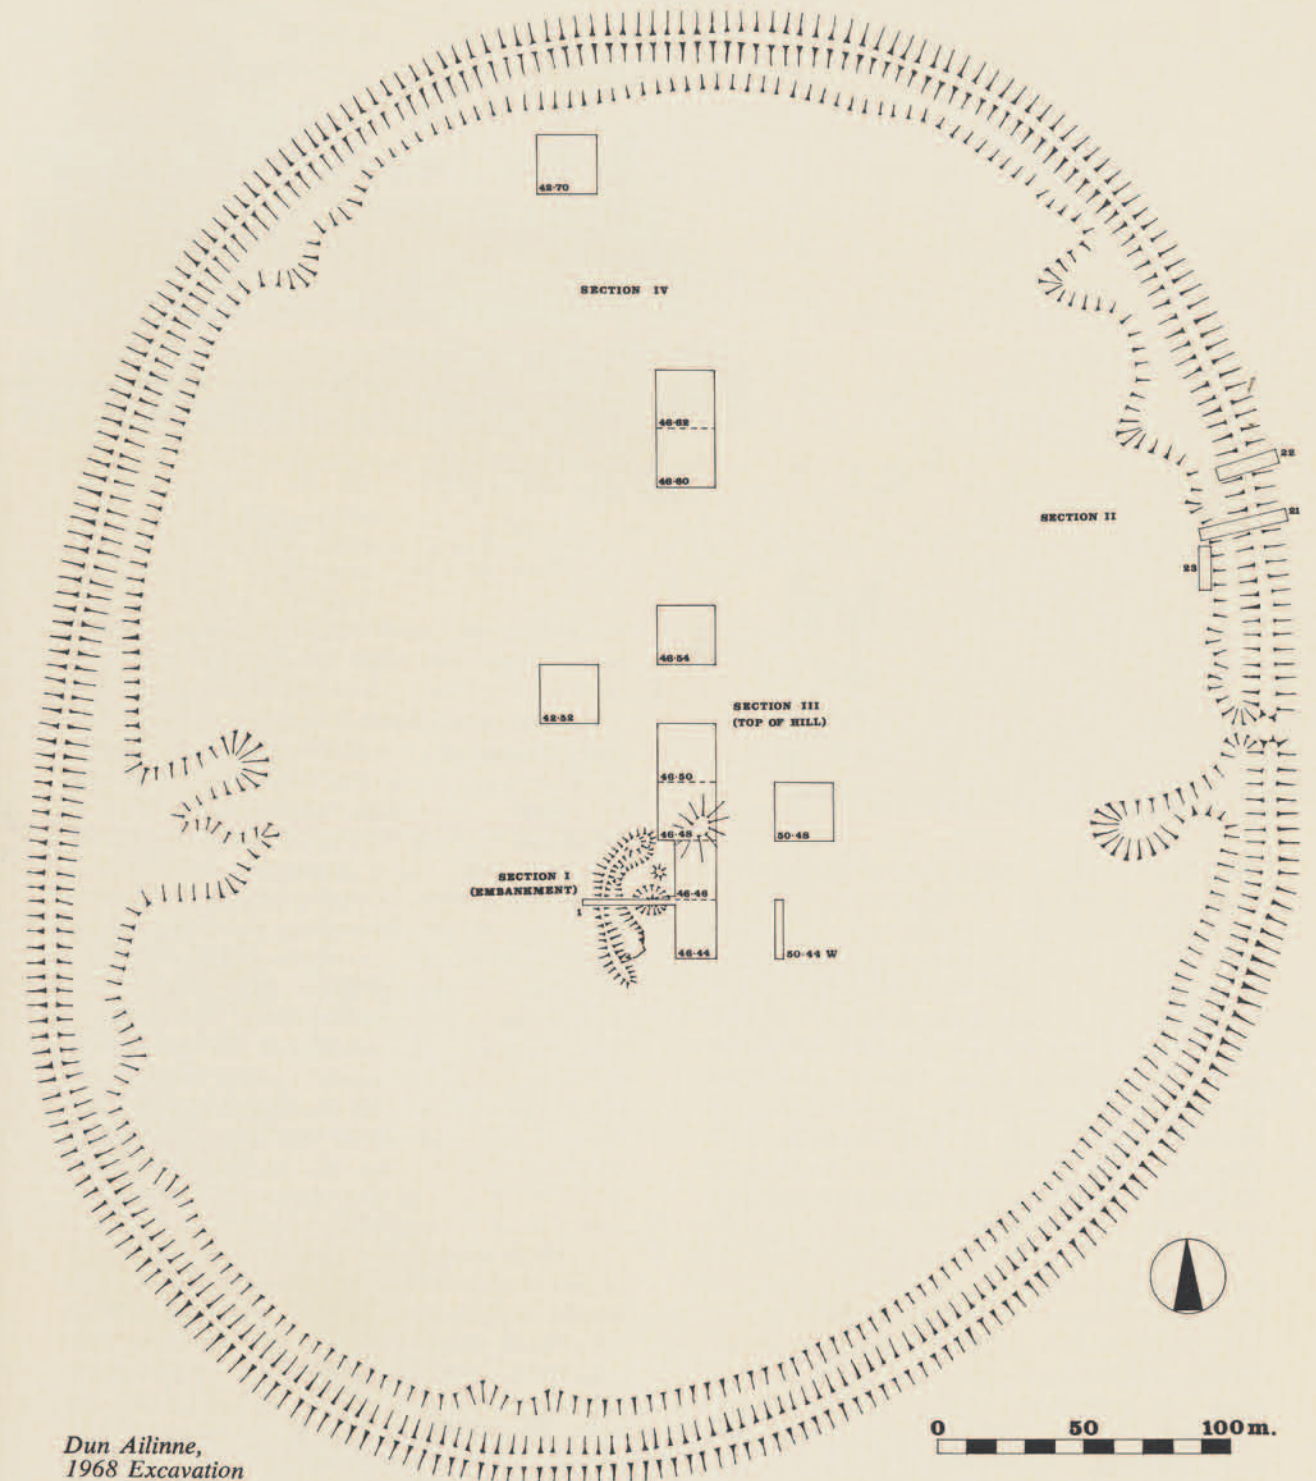 42-70
SECTION IV
46-62
46-60
22
SECTION II
21
23
46-54
42-52
SECTION III
(TOP OF HILL)
46-50
46-48
50-48
SECTION I
(EMBANKMENT)
46-46
1
46-44
50-44 W
0 50 100 m.
Dun Ailinne,
1968 Excavation